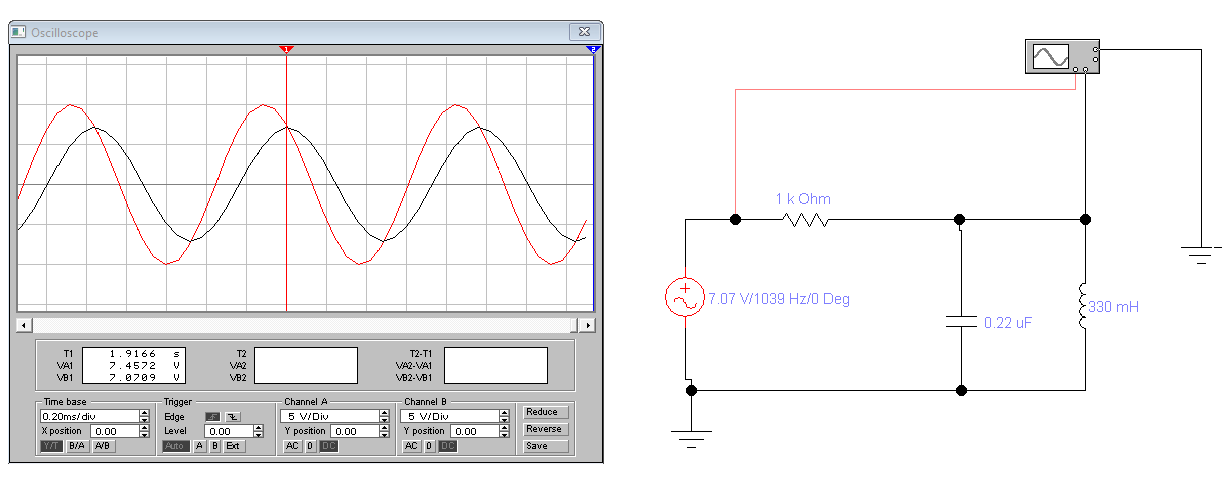 Oscilloscope
1
2
T1 1.9166 s
VA1 7.4572 V
VB1 7.0709 V
T2
VA2
VB2
T2-T1
VA2-VA1
VB2-VB1
Time base
0.20ms/div
X position 0.00
Y/T B/A A/B
Trigger
Edge
Level 0.00
Auto A B Ext
Channel A
5 V/Div
Y position 0.00
AC 0 DC
Channel B
5 V/Div
Y position 0.00
AC 0 DC
Reduce
Reverse
Save
1 k Ohm
7.07 V/1039 Hz/0 Deg
0.22 uF
330 mH